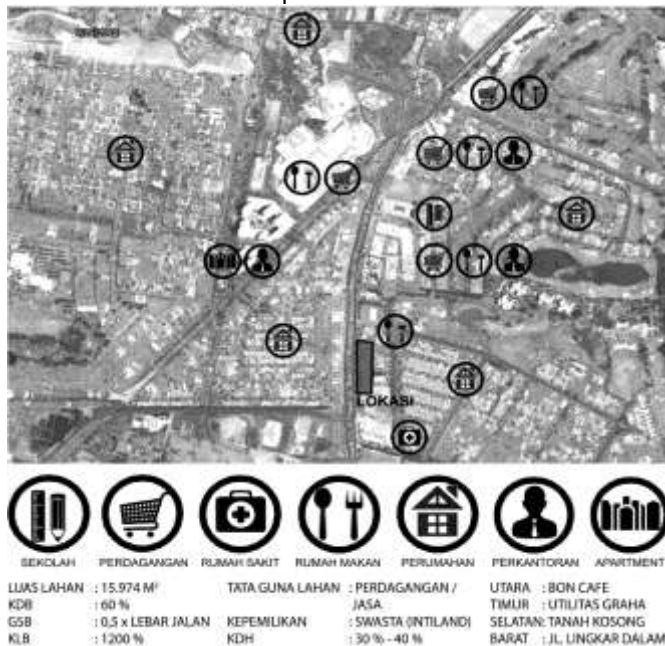 LOKASI
SEKOLAH PERDAGANGAN RUMAH SAKIT RUMAH MAKAN PERUMAHAN PERKANTORAN APARTMENT
LUAS LAHAN : 15.974 M² TATA GUNA LAHAN : PERDAGANGAN / UTARA : BON CAFE
KDB : 60 % JASA TIMUR : UTILITAS GRAHA
GSB : 0,5 x LEBAR JALAN KEPEMILIKAN : SWASTA (INTILAND) SELATAN: TANAH KOSONG
KLB : 1200 % KDH : 30 % - 40 % BARAT : JL. LINGKAR DALAM